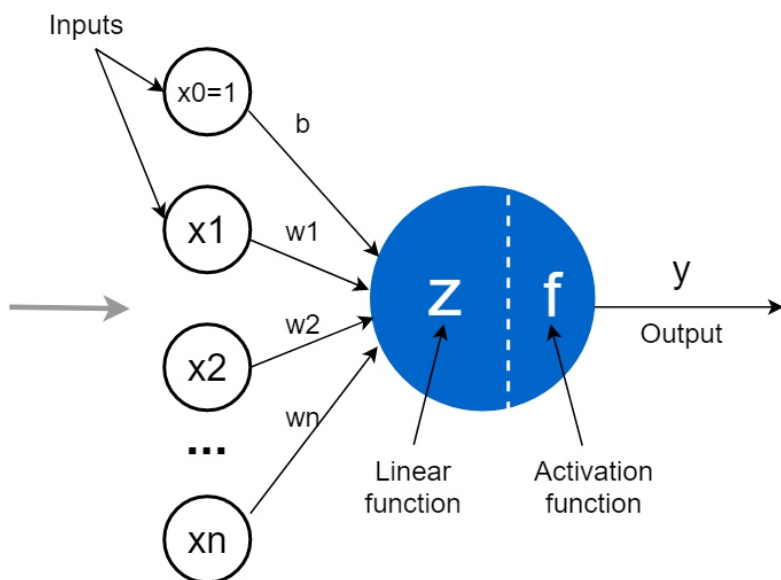 Inputs
x0=1
b
x1
w1
z
f
y
Output
x2
w2
...
wn
Linear
function
Activation
function
xn